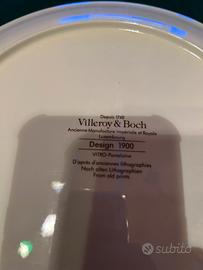 Depuis 1748
Villeroy & Boch
Ancienne Manufacture Impériale et Royale
Luxembourg
Design 1900
VITRO-Porcelaine
D'après d'anciennes lithographies
Nach alten Lithographien
From old prints
subito